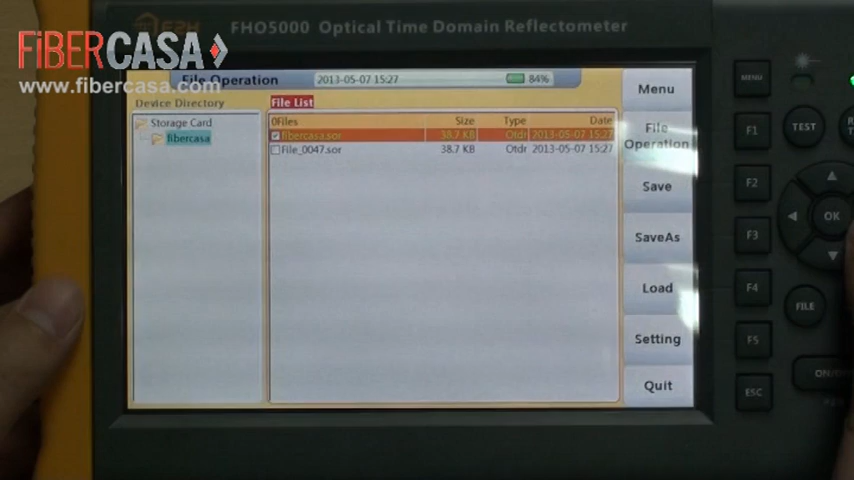 FHO5000 Optical Time Domain Reflectometer
FiBERCASA
www.fibercasa.com
File Operation
2013-05-07 15:27
84%
Device Directory
File List
Storage Card
fibercasa
0Files Size Type Date
fibercasa.sor 38.7 KB Otdr 2013-05-07 15:27
File_0047.sor 38.7 KB Otdr 2013-05-07 15:27
Menu
File
Operation
Save
SaveAs
Load
Setting
Quit
MENU
F1
F2
F3
F4
F5
ESC
TEST
OK
FILE